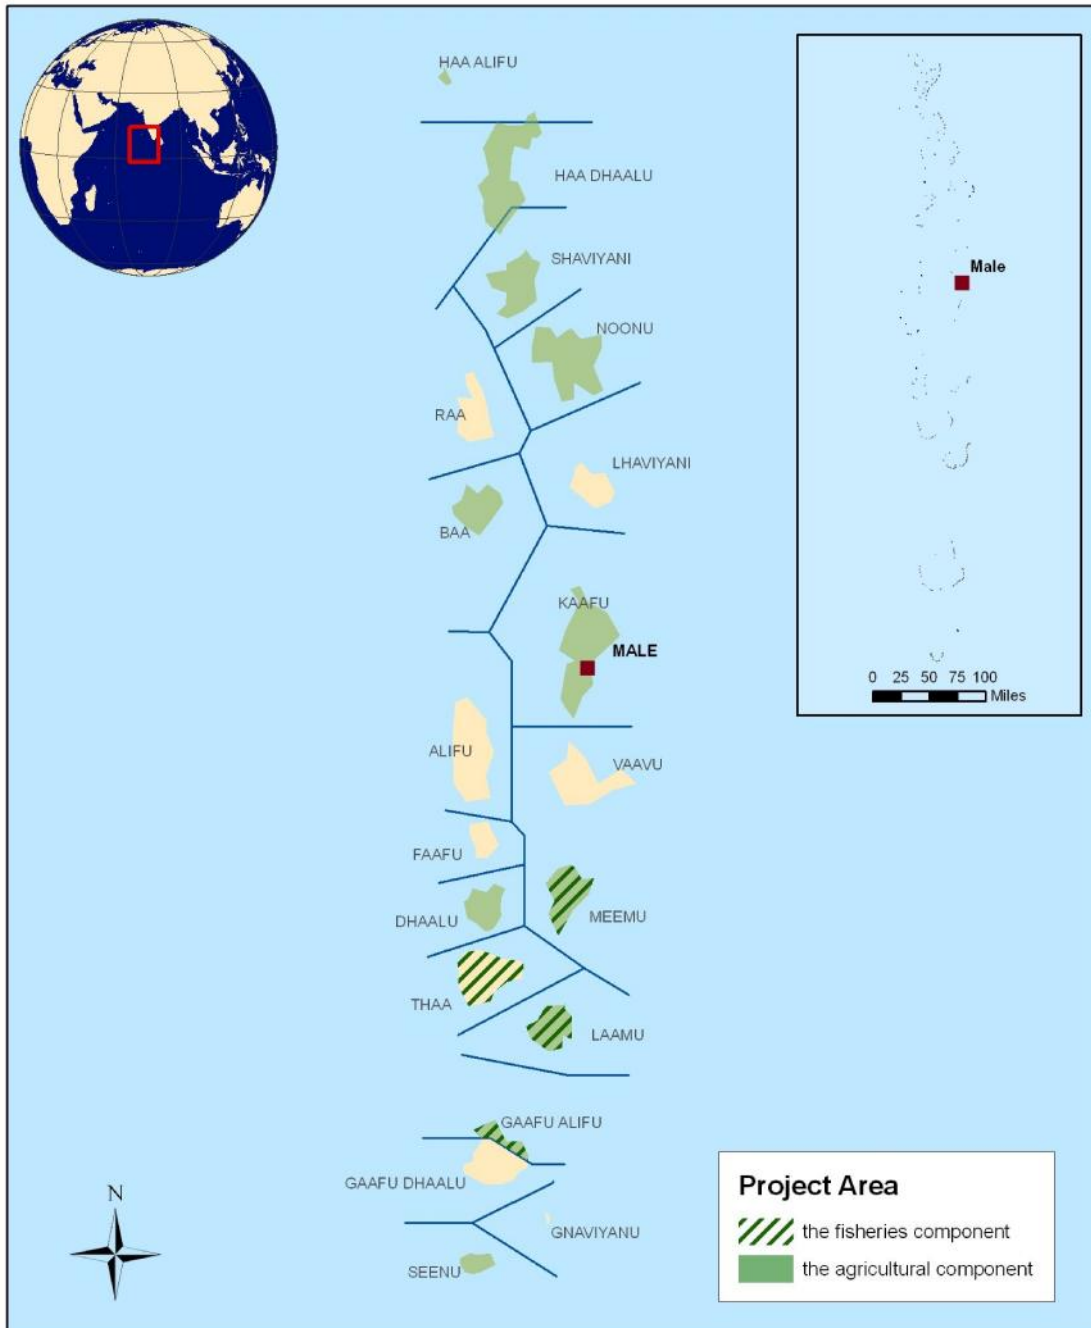 HAA ALIFU
HAA DHAALU
SHAVIYANI
NOONU
RAA
LHAVIYANI
BAA
KAAFU
MALE
ALIFU
VAAVU
FAAFU
DHAALU
MEEMU
THAA
LAAMU
GAAFU ALIFU
GAAFU DHAALU
GNAVIYANU
SEENU
N
Male
0 25 50 75 100
Miles
Project Area
the fisheries component
the agricultural component